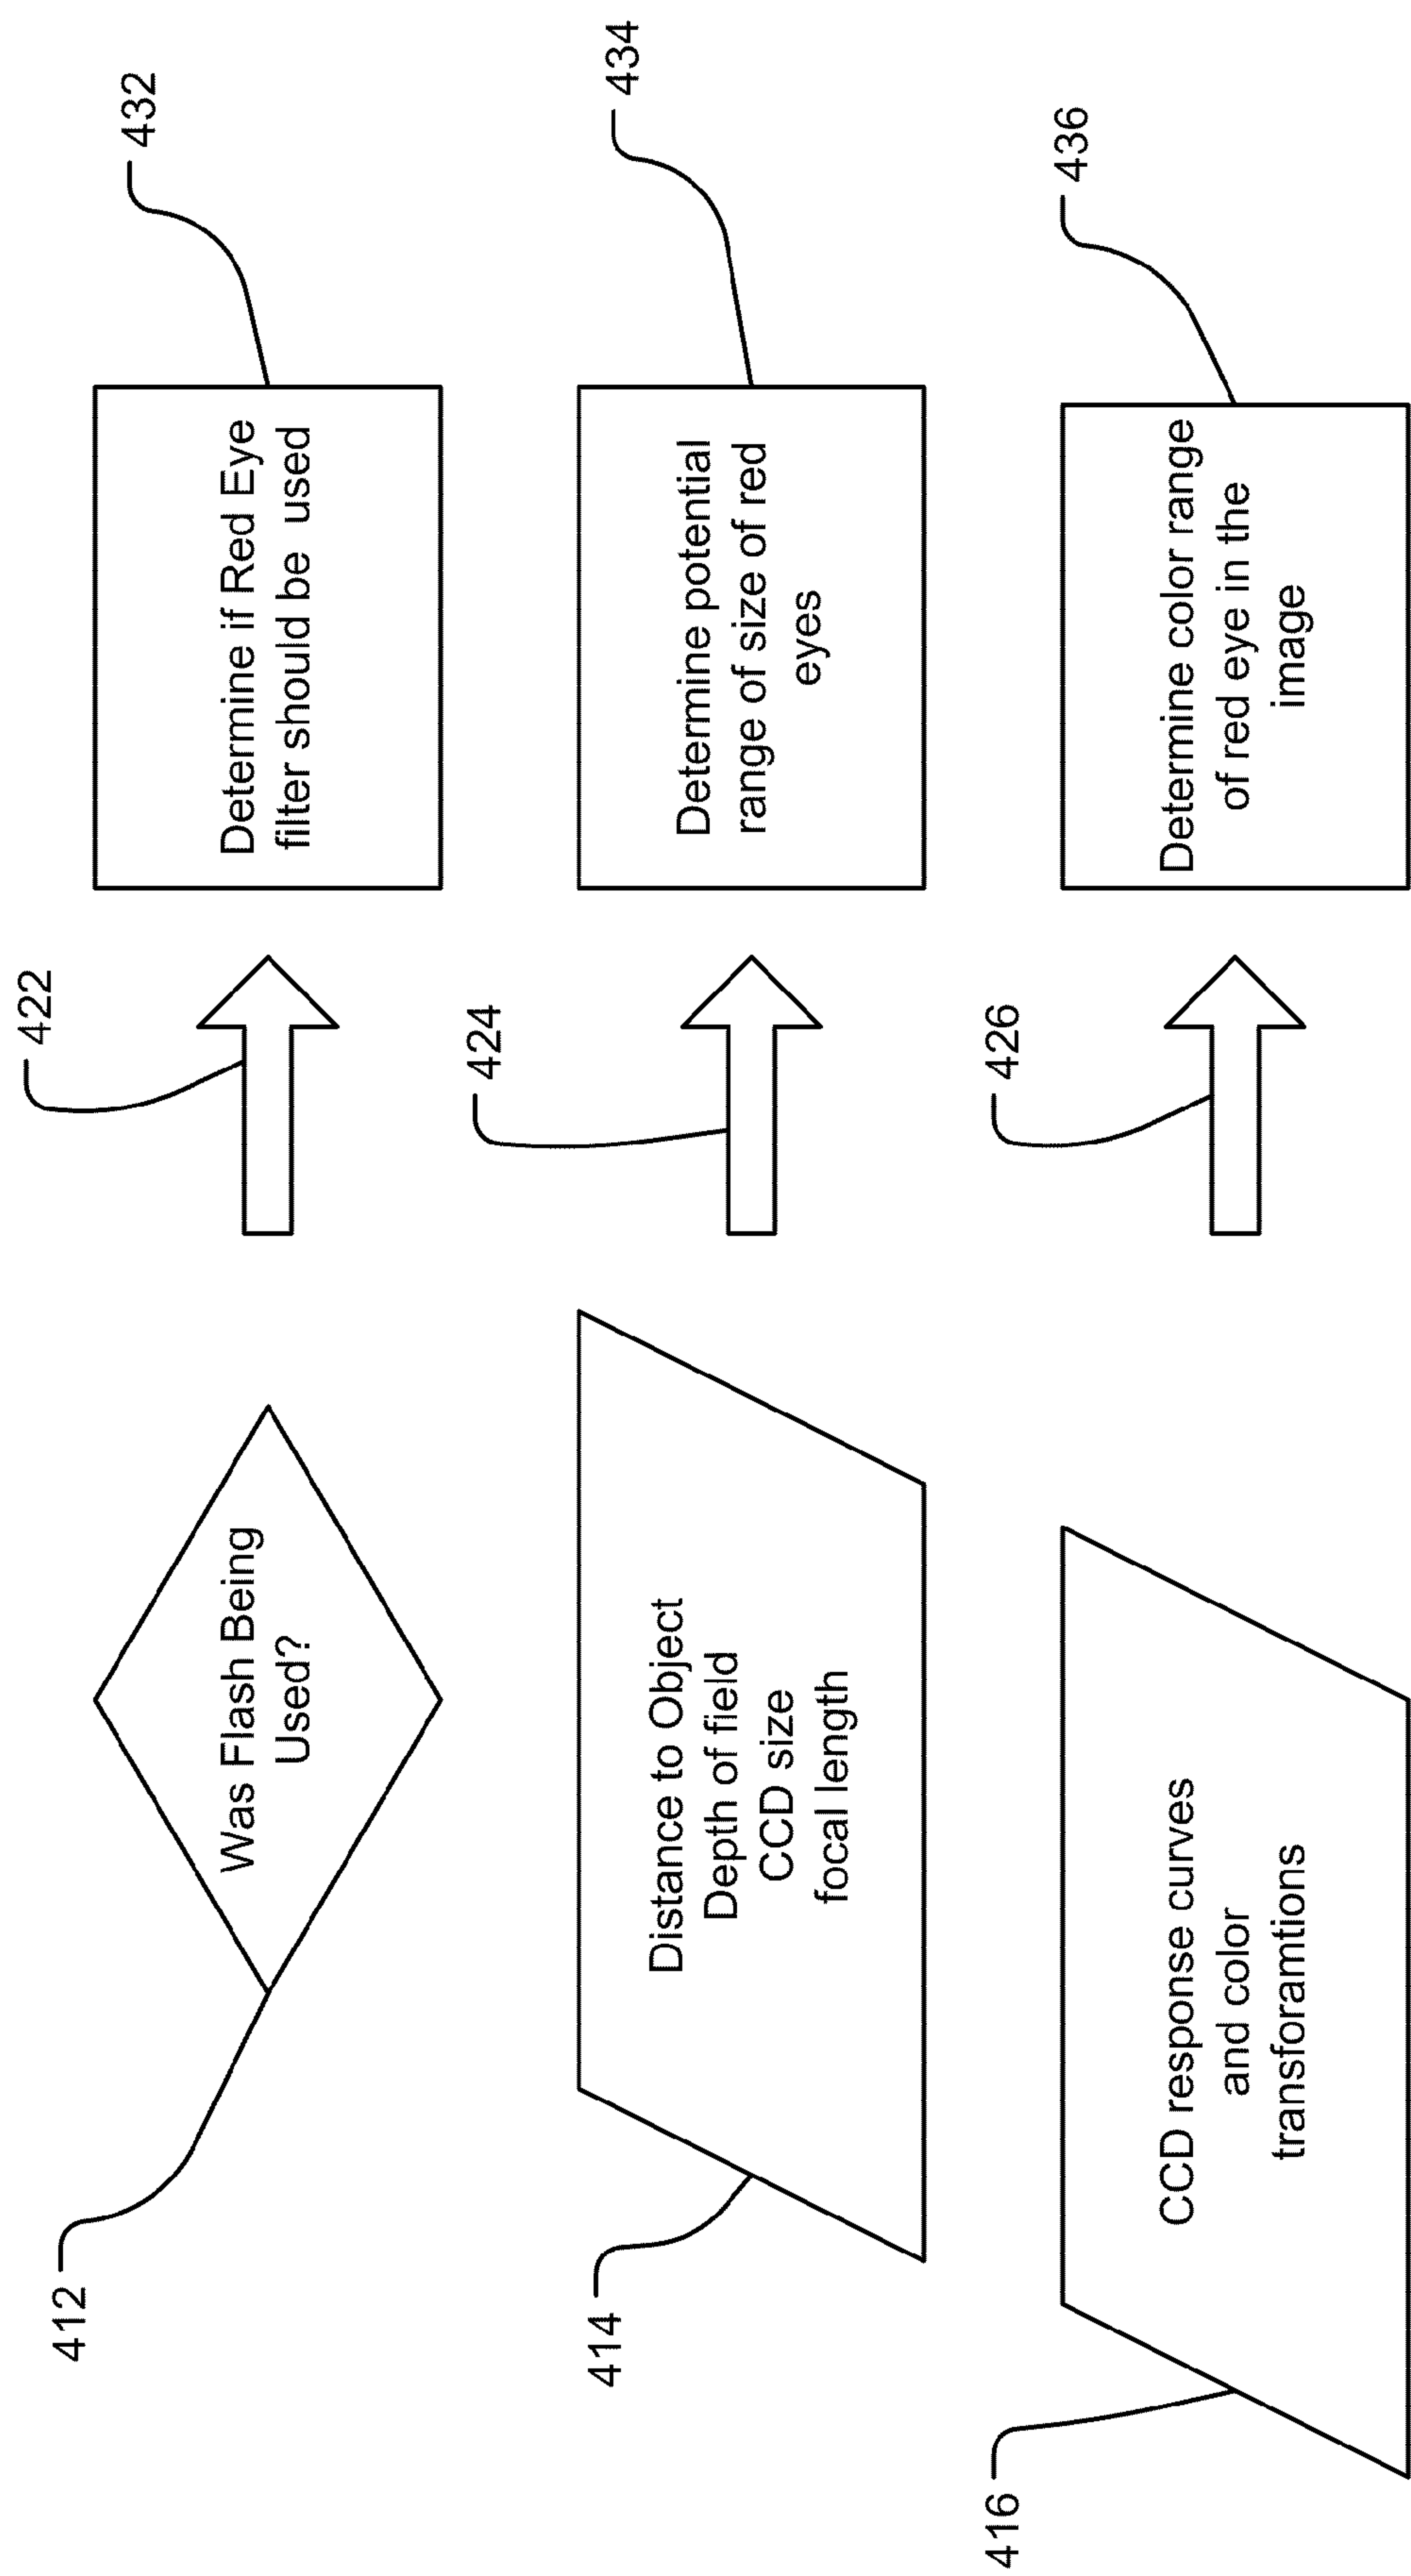 412
Was Flash Being
Used?
422
Determine if Red Eye
filter should be used
432
414
Distance to Object
Depth of field
CCD size
focal length
424
Determine potential
range of size of red
eyes
434
416
CCD response curves
and color
transforamtions
426
Determine color range
of red eye in the
image
436